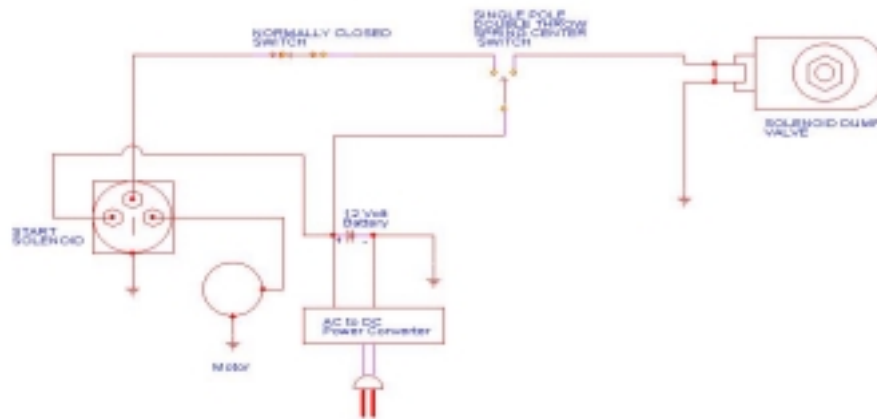 NORMALLY CLOSED
SWITCH
SINGLE POLE
DOUBLE THROW
SPRING CENTER
SWITCH
SOLENOID DUMP
VALVE
START
SOLENOID
12 Volt
Battery
+ -
AC to DC
Power Converter
Motor